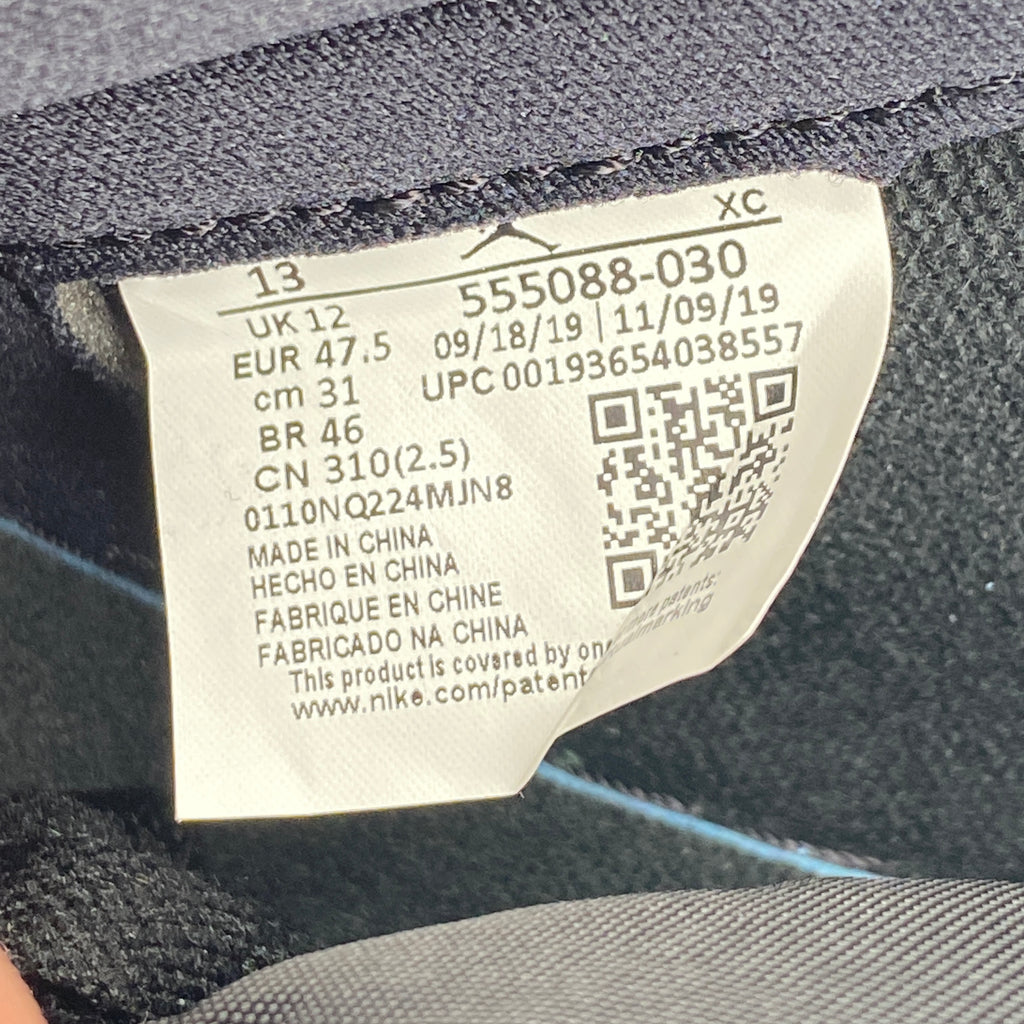 13 XC
UK 12 555088-030
EUR 47.5 09/18/19 | 11/09/19
cm 31 UPC 00193654038557
BR 46
CN 310(2.5)
0110NQ224MJN8
MADE IN CHINA
HECHO EN CHINA
FABRIQUE EN CHINE
FABRICADO NA CHINA
This product is covered by patents:
www.nike.com/patent